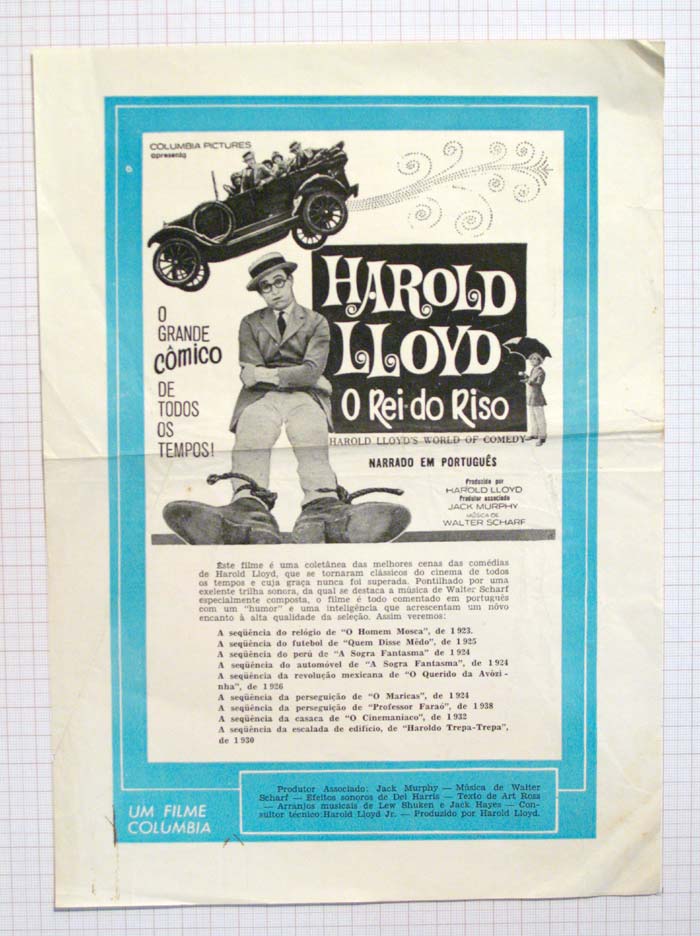 COLUMBIA PICTURES
apresenta
HAROLD
LLOYD
O Rei do Riso
HAROLD LLOYD'S WORLD OF COMEDY
NARRADO EM PORTUGUÊS
O
GRANDE
cômico
DE
TODOS
OS
TEMPOS!
Produzido por
HAROLD LLOYD
Produtor associado
JACK MURPHY
MÚSICA DE
WALTER SCHARF
Êste filme é uma coletânea das melhores cenas das comédias
de Harold Lloyd, que se tornaram clássicos do cinema de todos
os tempos e cuja graça nunca foi superada. Pontilhado por uma
exelente trilha sonora, da qual se destaca a música de Walter Scharf
especialmente composta, o filme é todo comentado em português
com um "humor" e uma inteligência que acrescentam um nôvo
encanto à alta qualidade da seleção. Assim veremos:
A seqüência do relógio de "O Homem Mosca", de 1923.
A seqüência do futebol de "Quem Disse Mêdo", de 1925
A seqüência do perú de "A Sogra Fantasma" de 1924
A seqüência do automóvel de "A Sogra Fantasma", de 1924
A seqüência da revolução mexicana de "O Querido da Avòzi-
nha", de 1926
A seqüência da perseguição de "O Maricas", de 1924
A seqüência da perseguição de "Professor Faraó", de 1938
A seqüência da casaca de "O Cinemaníaco", de 1932
A seqüência da escalada de edifício, de "Haroldo Trepa-Trepa",
de 1930
UM FILME
COLUMBIA
Produtor Associado: Jack Murphy — Música de Walter
Scharf — Efeitos sonoros de Del Harris — Texto de Art Ross
— Arranjos musicais de Lew Shuken e Jack Hayes — Con-
sultor técnico: Harold Lloyd Jr. — Produzido por Harold Lloyd.